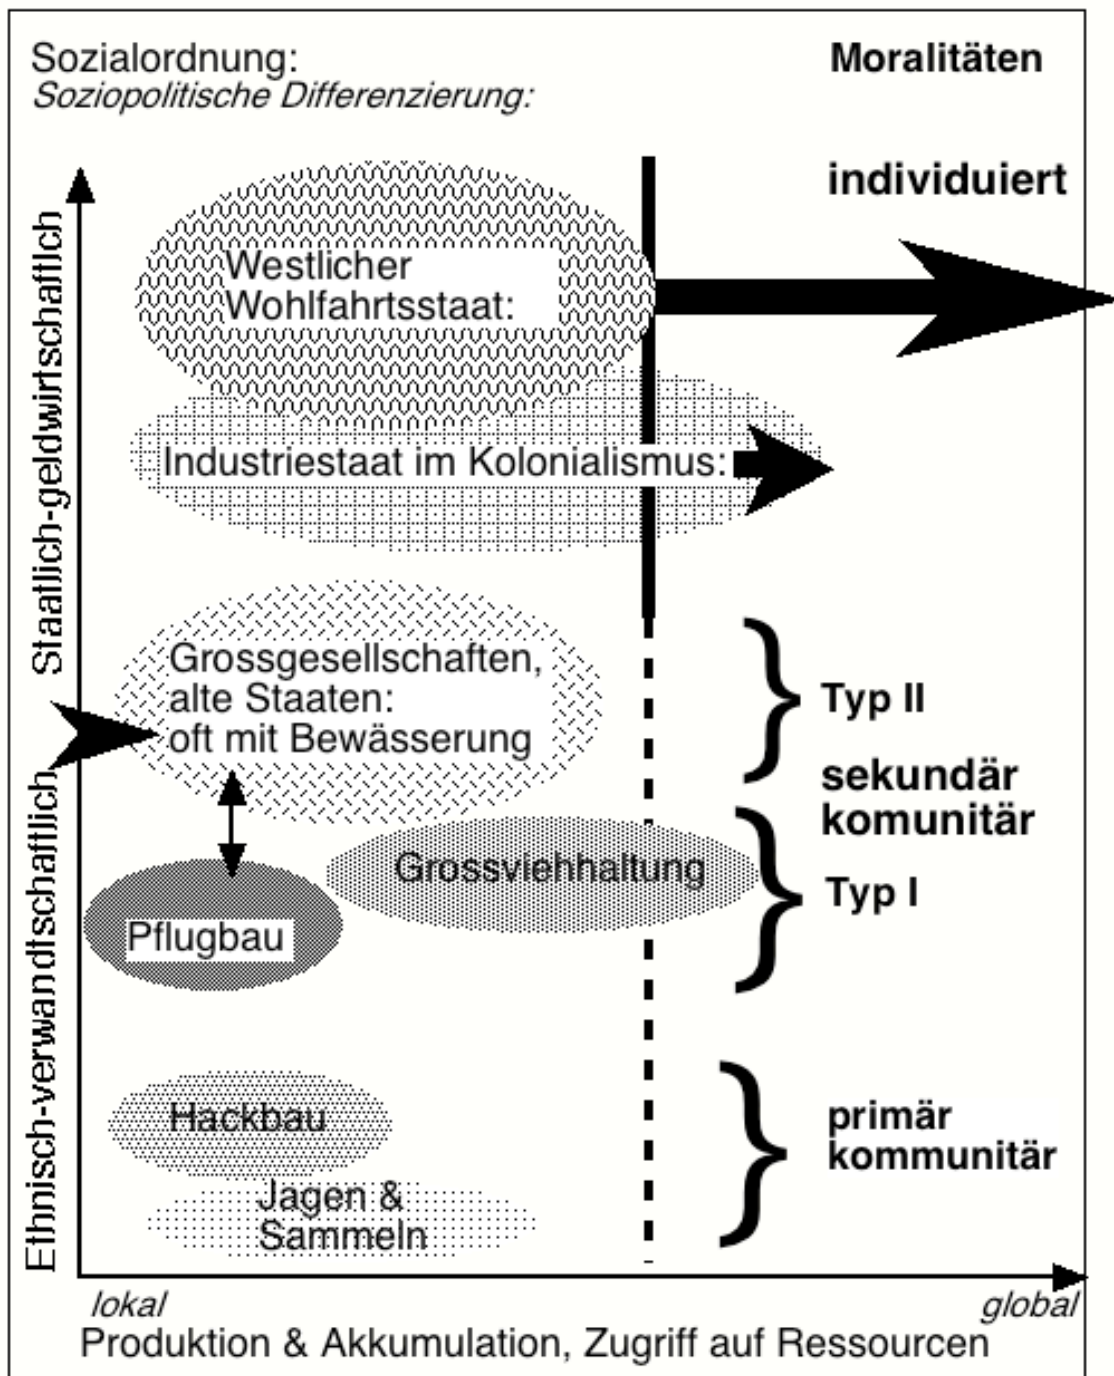 Sozialordnung:
Soziopolitische Differenzierung:
Moralitäten
individuiert
Staatlich-geldwirtschaftlich
Westlicher
Wohlfahrtsstaat:
Industriestaat im Kolonialismus:
Grossgesellschaften,
alte Staaten:
oft mit Bewässerung
Typ II
sekundär
komunitär
Typ I
Ethnisch-verwandtschaftlich
Grossviehhaltung
Pflugbau
Hackbau
Jagen &
Sammeln
primär
kommunitär
lokal
global
Produktion & Akkumulation, Zugriff auf Ressourcen